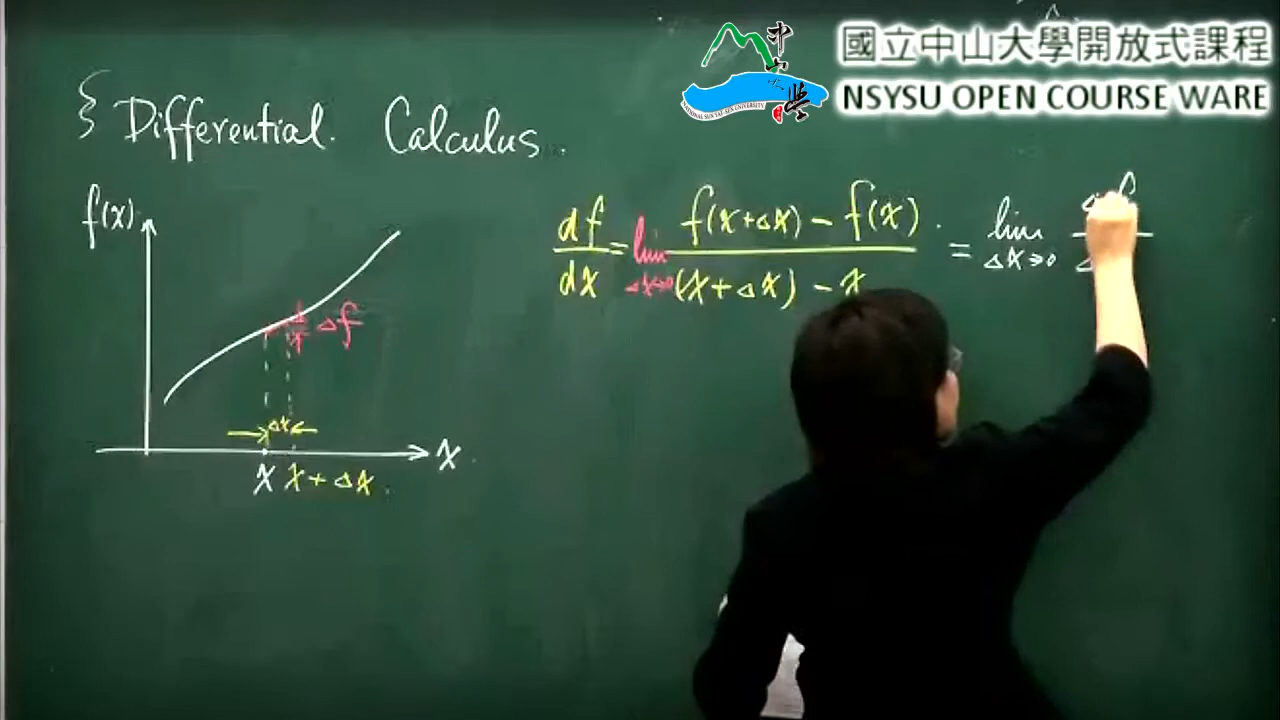 國立中山大學開放式課程
NSYSU OPEN COURSE WARE
§ Differential Calculus.
f(x)
Δf
Δx
x x+Δx
x
df/dx = lim Δx→0 f(x+Δx) - f(x) / (x+Δx) - x = lim Δx→0 Δf / Δ